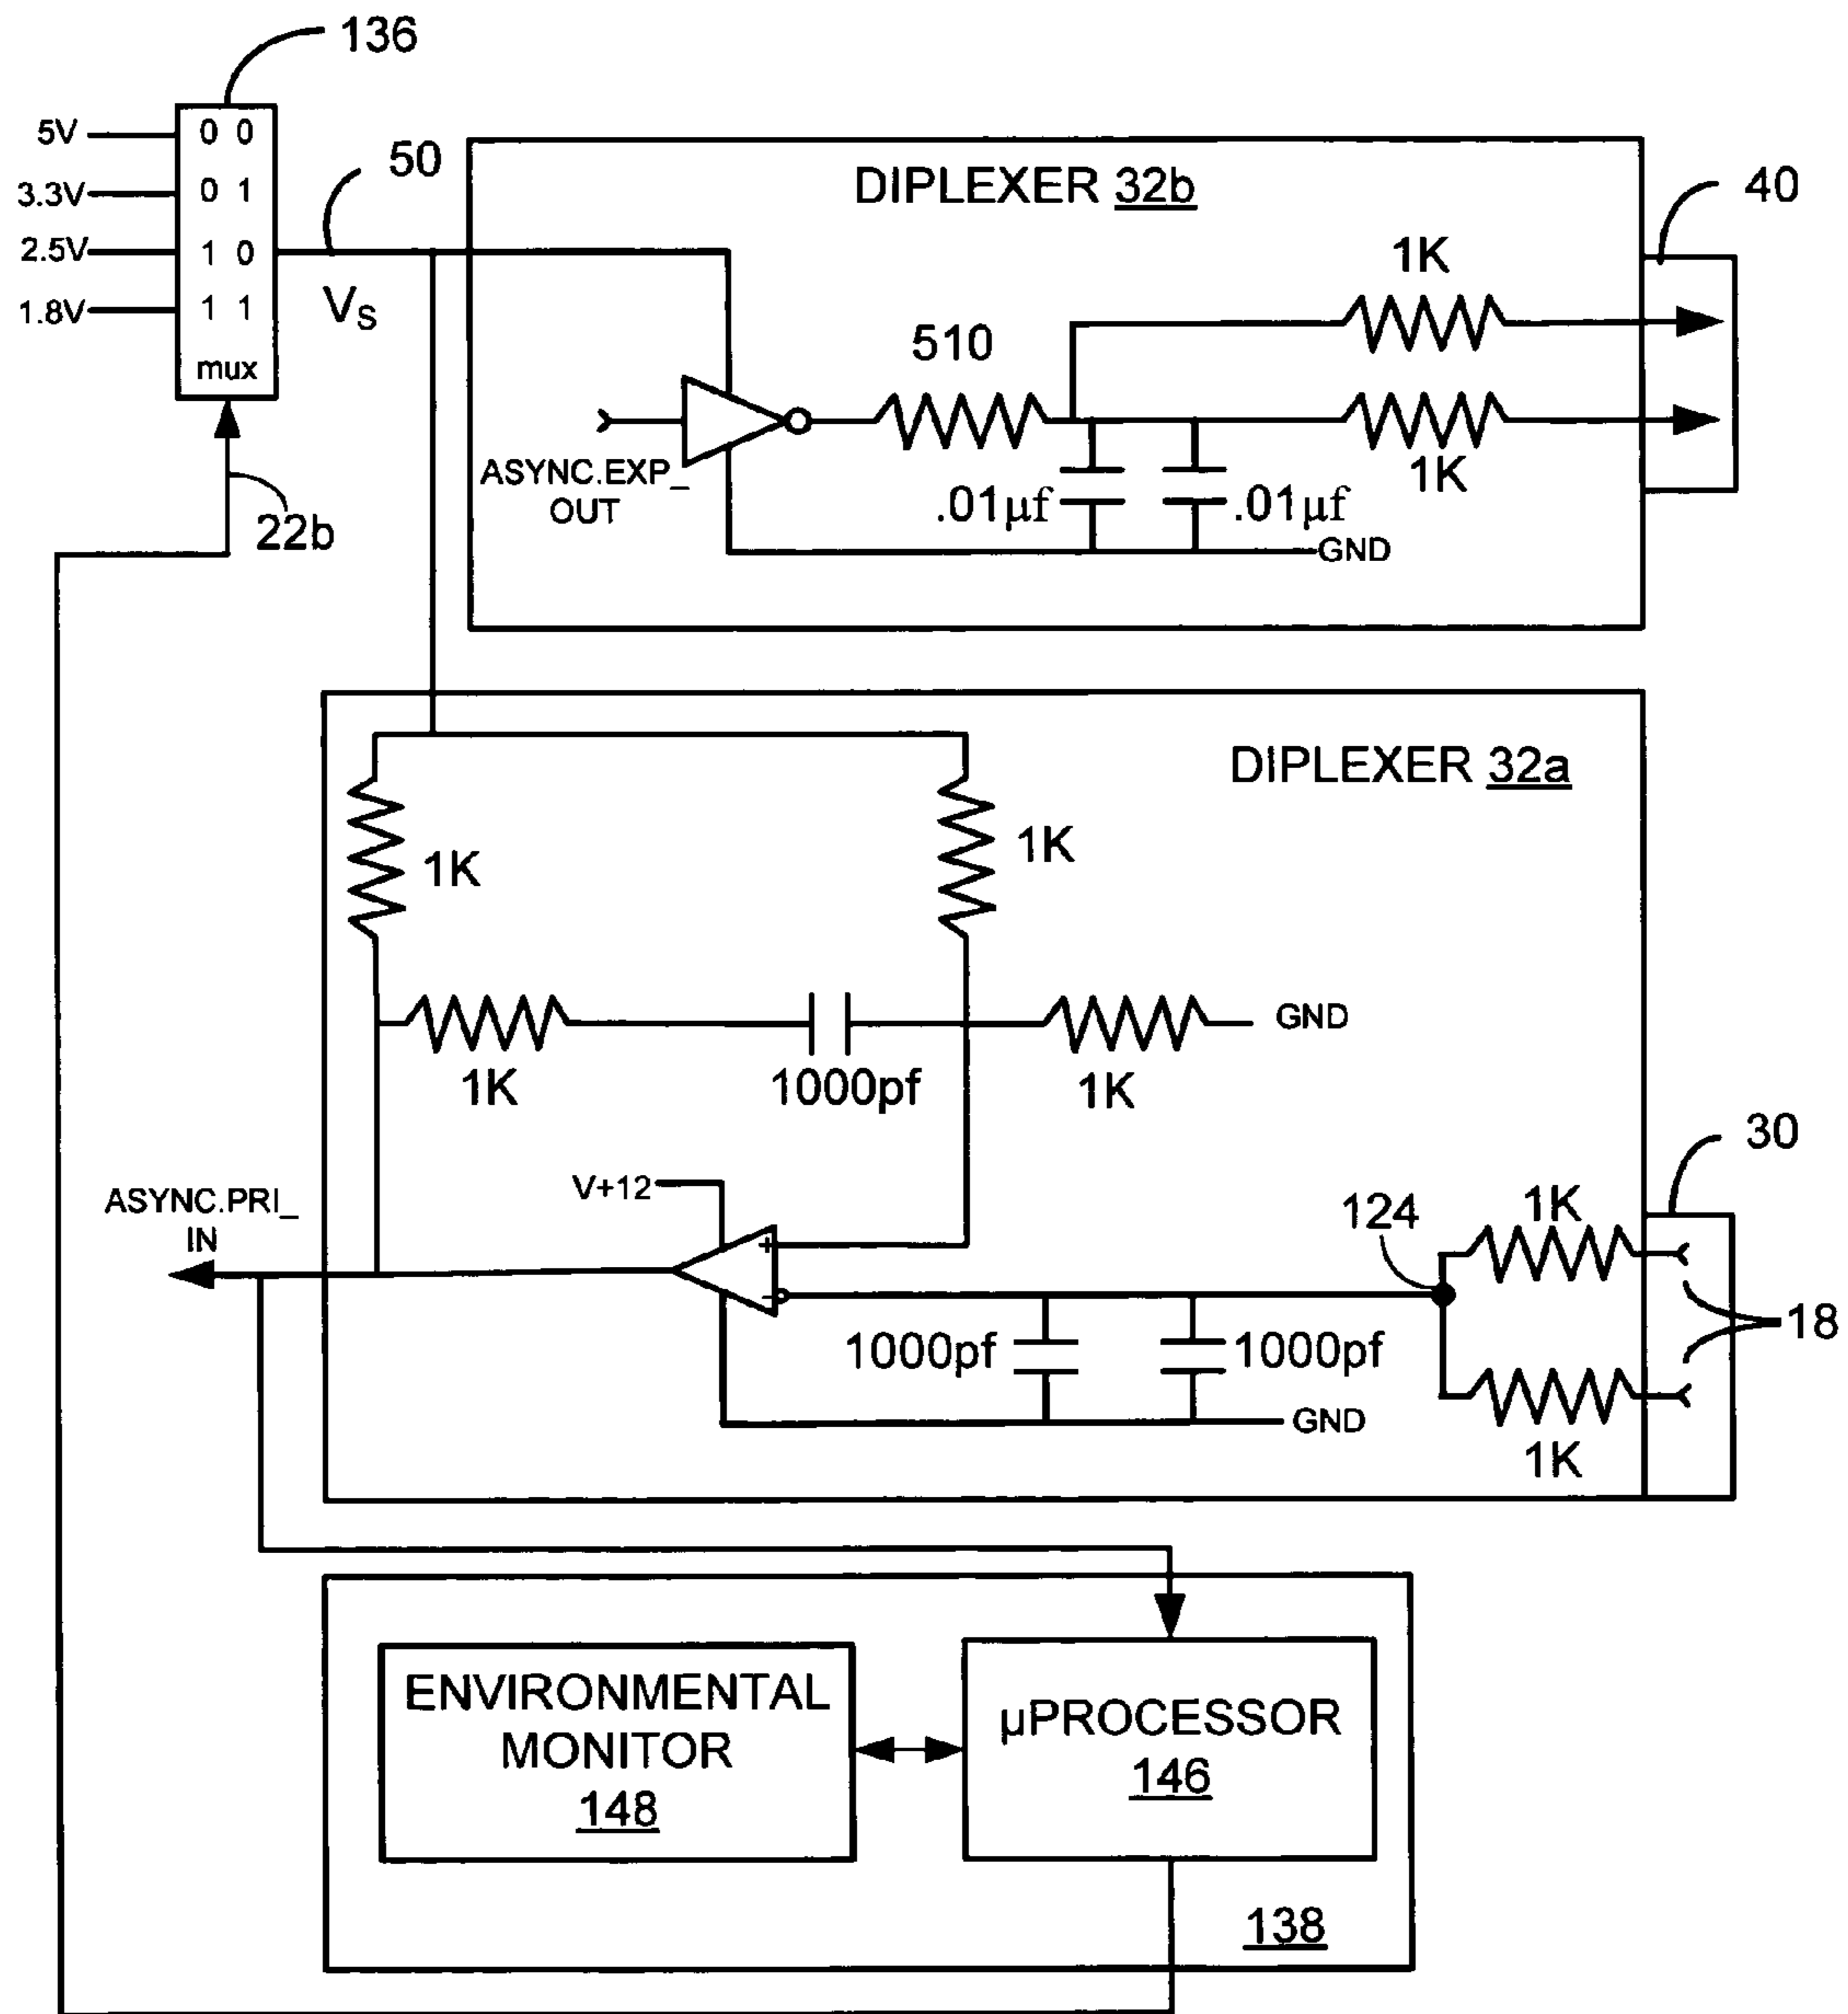 136
5V
0 0
3.3V
0 1
2.5V
1 0
1.8V
1 1
mux
50
V_S
22b
DIPLEXER 32b
40
1K
510
1K
ASYNC.EXP_
OUT
.01µf
.01µf
GND
DIPLEXER 32a
1K
1K
1K
1000pf
1K
GND
30
V+12
ASYNC.PRI_
IN
124
1K
+
-
18
1000pf
1000pf
GND
1K
ENVIRONMENTAL
MONITOR
148
µPROCESSOR
146
138